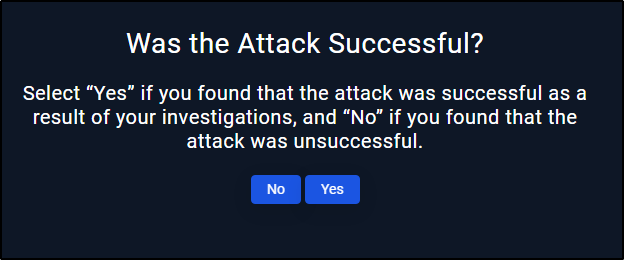 Was the Attack Successful?
Select “Yes” if you found that the attack was successful as a
result of your investigations, and “No” if you found that the
attack was unsuccessful.
No Yes